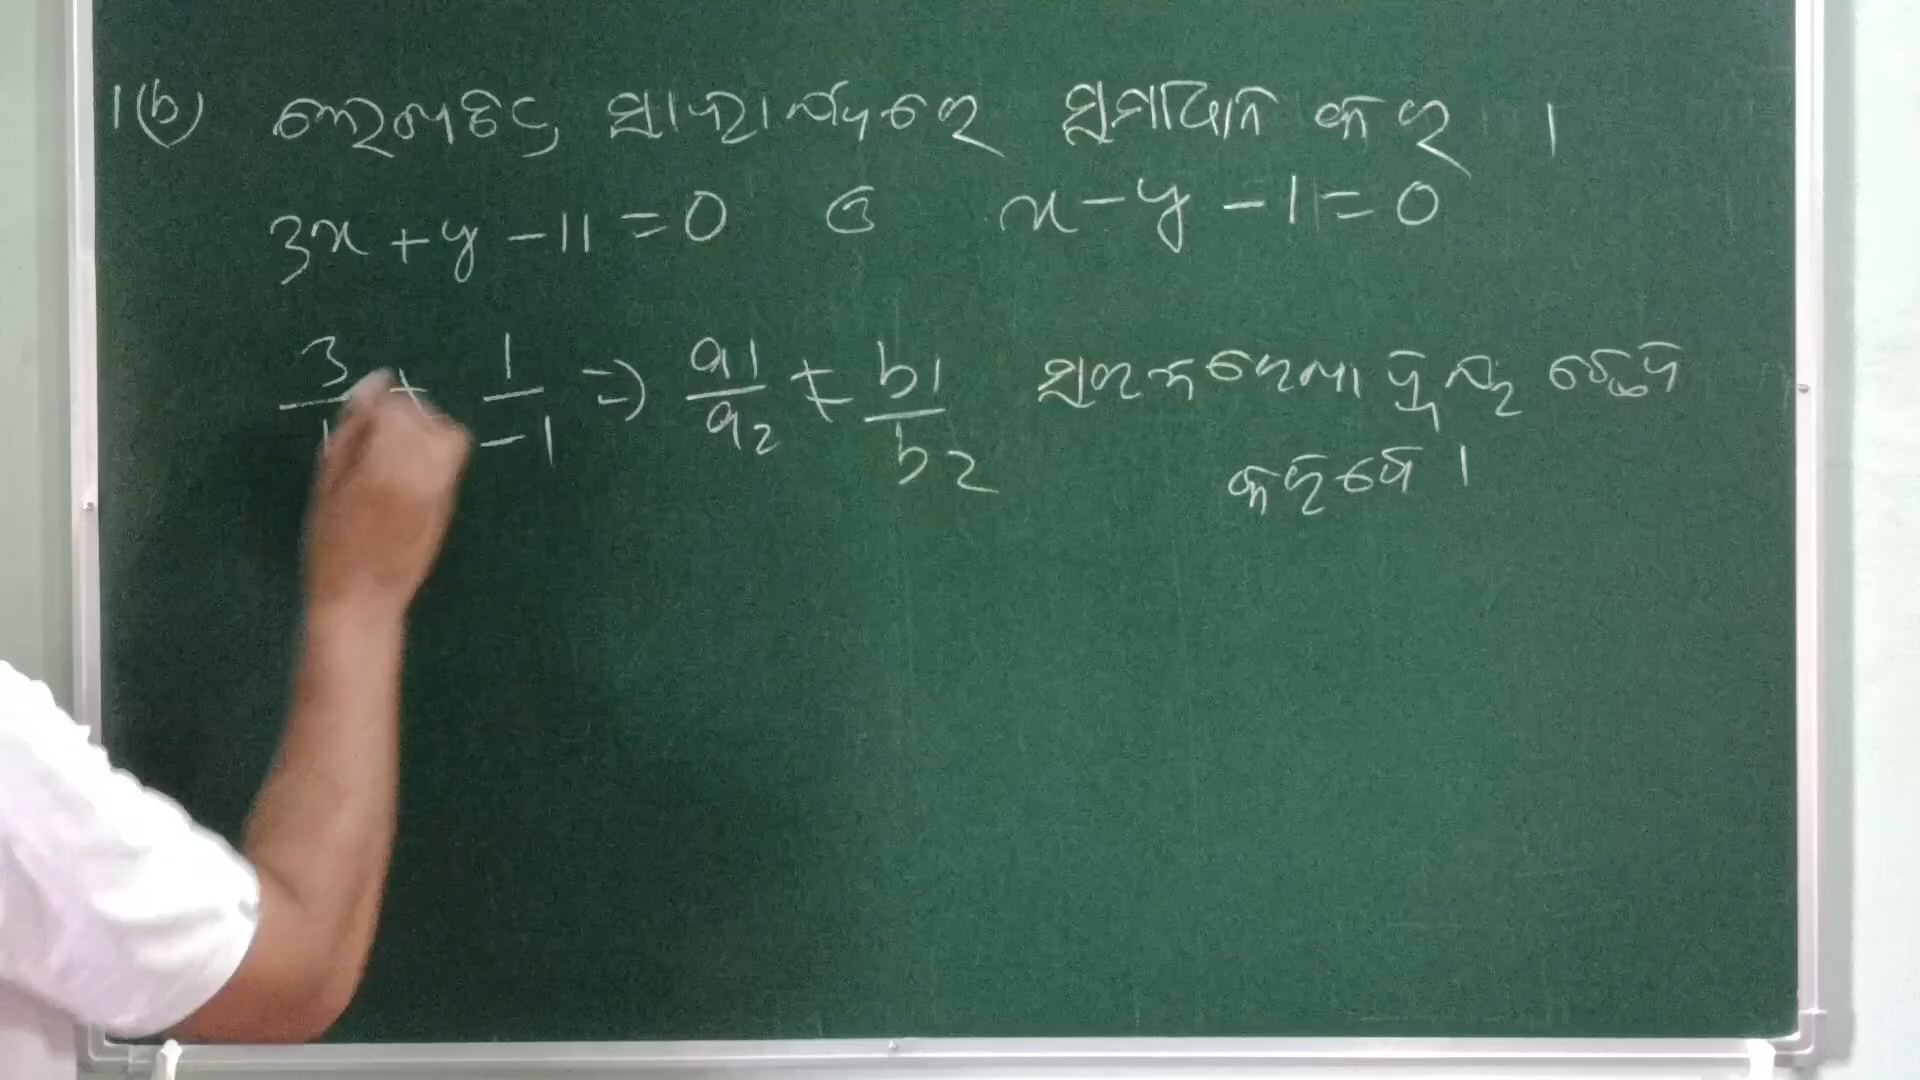 1(b) ଲେଖଚିତ୍ର ସାହାର୍ଯ୍ୟରେ ସମାଧାନ କର ।
3x + y - 11 = 0 ଓ x - y - 1 = 0
3/1 ≠ 1/-1 ⇒ a1/a2 ≠ b1/b2 ସରଳରେଖା ଦ୍ୱୟ ଛେଦ
କରିବେ ।